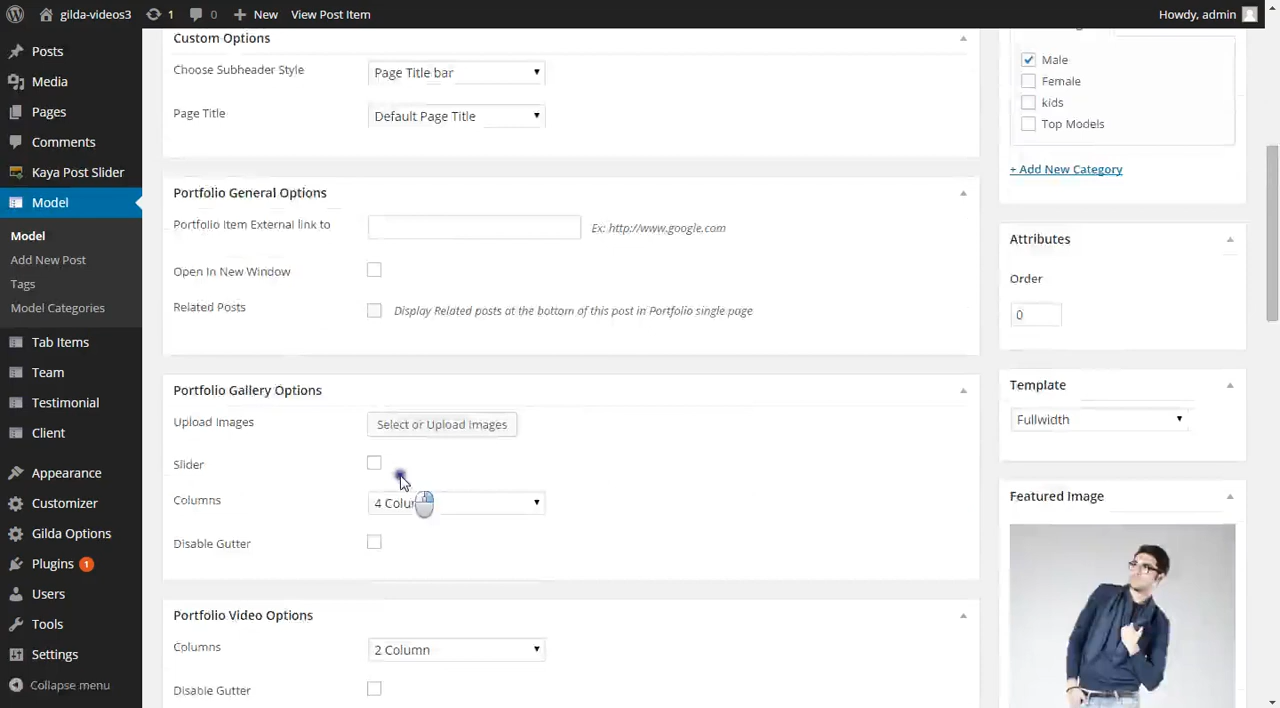 gilda-videos3
1
0
New
View Post Item
Howdy, admin
Posts
Media
Pages
Comments
Kaya Post Slider
Model
Model
Add New Post
Tags
Model Categories
Tab Items
Team
Testimonial
Client
Appearance
Customizer
Gilda Options
Plugins 1
Users
Tools
Settings
Collapse menu
Custom Options
Choose Subheader Style
Page Title bar
Page Title
Default Page Title
Portfolio General Options
Portfolio Item External link to
Ex: http://www.google.com
Open In New Window
Related Posts
Display Related posts at the bottom of this post in Portfolio single page
Portfolio Gallery Options
Upload Images
Select or Upload Images
Slider
Columns
4 Colu
Disable Gutter
Portfolio Video Options
Columns
2 Column
Disable Gutter
Male
Female
kids
Top Models
+ Add New Category
Attributes
Order
0
Template
Fullwidth
Featured Image